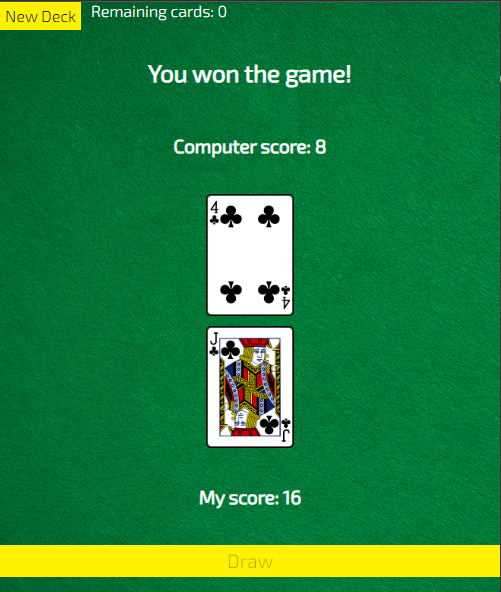 New Deck
Remaining cards: 0
You won the game!
Computer score: 8
4
4
J
J
My score: 16
Draw